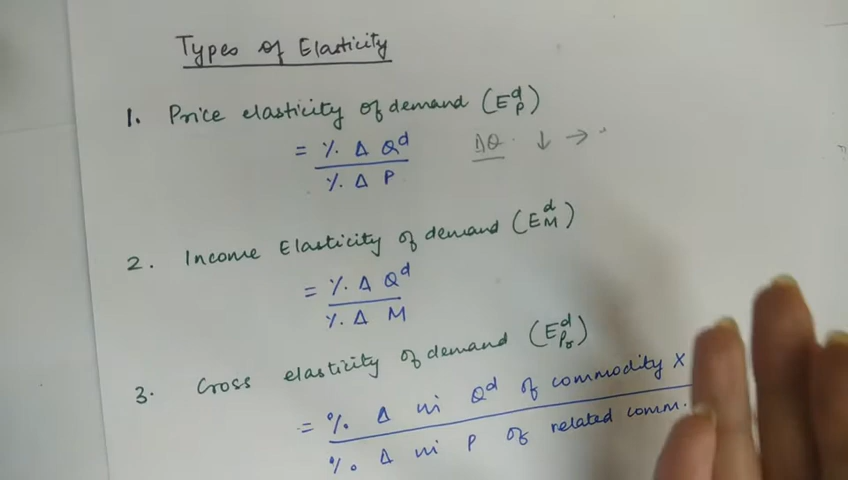 Types of Elasticity
1. Price elasticity of demand (E^d_P)
= % Δ Q^d
ΔQ ↓ →
% Δ P
2. Income Elasticity of demand (E^d_M)
= % Δ Q^d
% Δ M
3. Cross elasticity of demand (E^d_Pr)
= % Δ in Q^d of commodity X
% Δ in P of related comm.